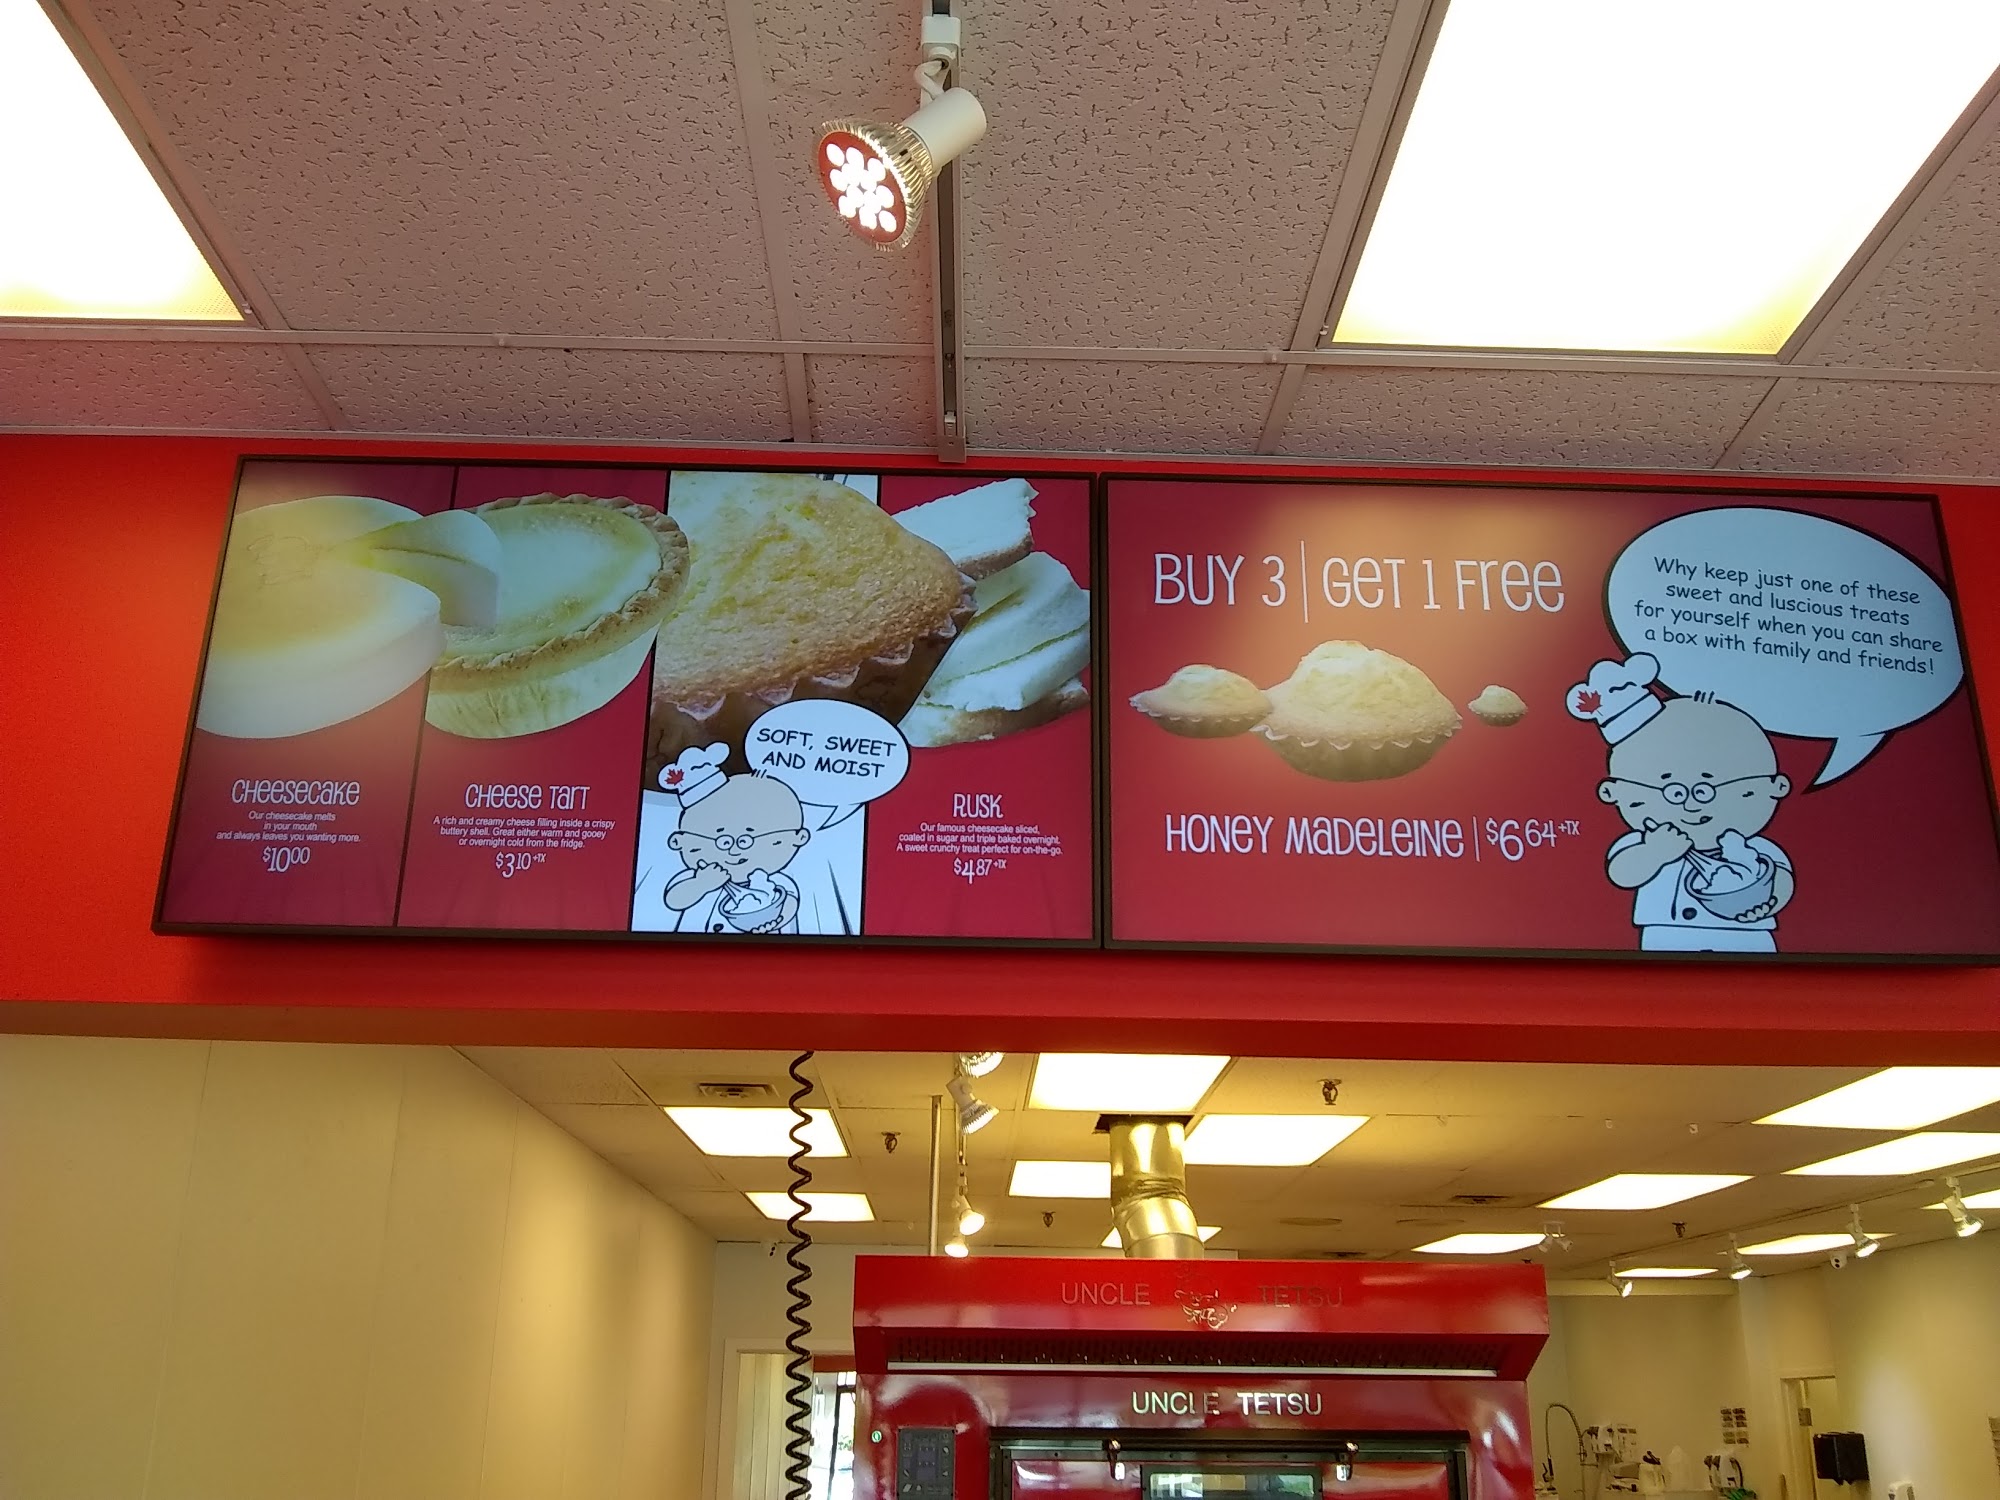 CHEESECAKE
Our cheesecake melts
in your mouth
and always leaves you wanting more.
$10.00
CHEESE TART
A rich and creamy cheese filling inside a crispy
buttery shell. Great either warm and gooey
or overnight cold from the fridge.
$3.10+TX
SOFT, SWEET
AND MOIST
RUSK
Our famous cheesecake sliced,
coated in sugar and triple baked overnight.
A sweet crunchy treat perfect for on-the-go.
$4.87+TX
BUY 3 | GET 1 FREE
HONEY MADELEINE | $6.64+TX
Why keep just one of these
sweet and luscious treats
for yourself when you can share
a box with family and friends!
UNCLE TETSU
UNCLE TETSU